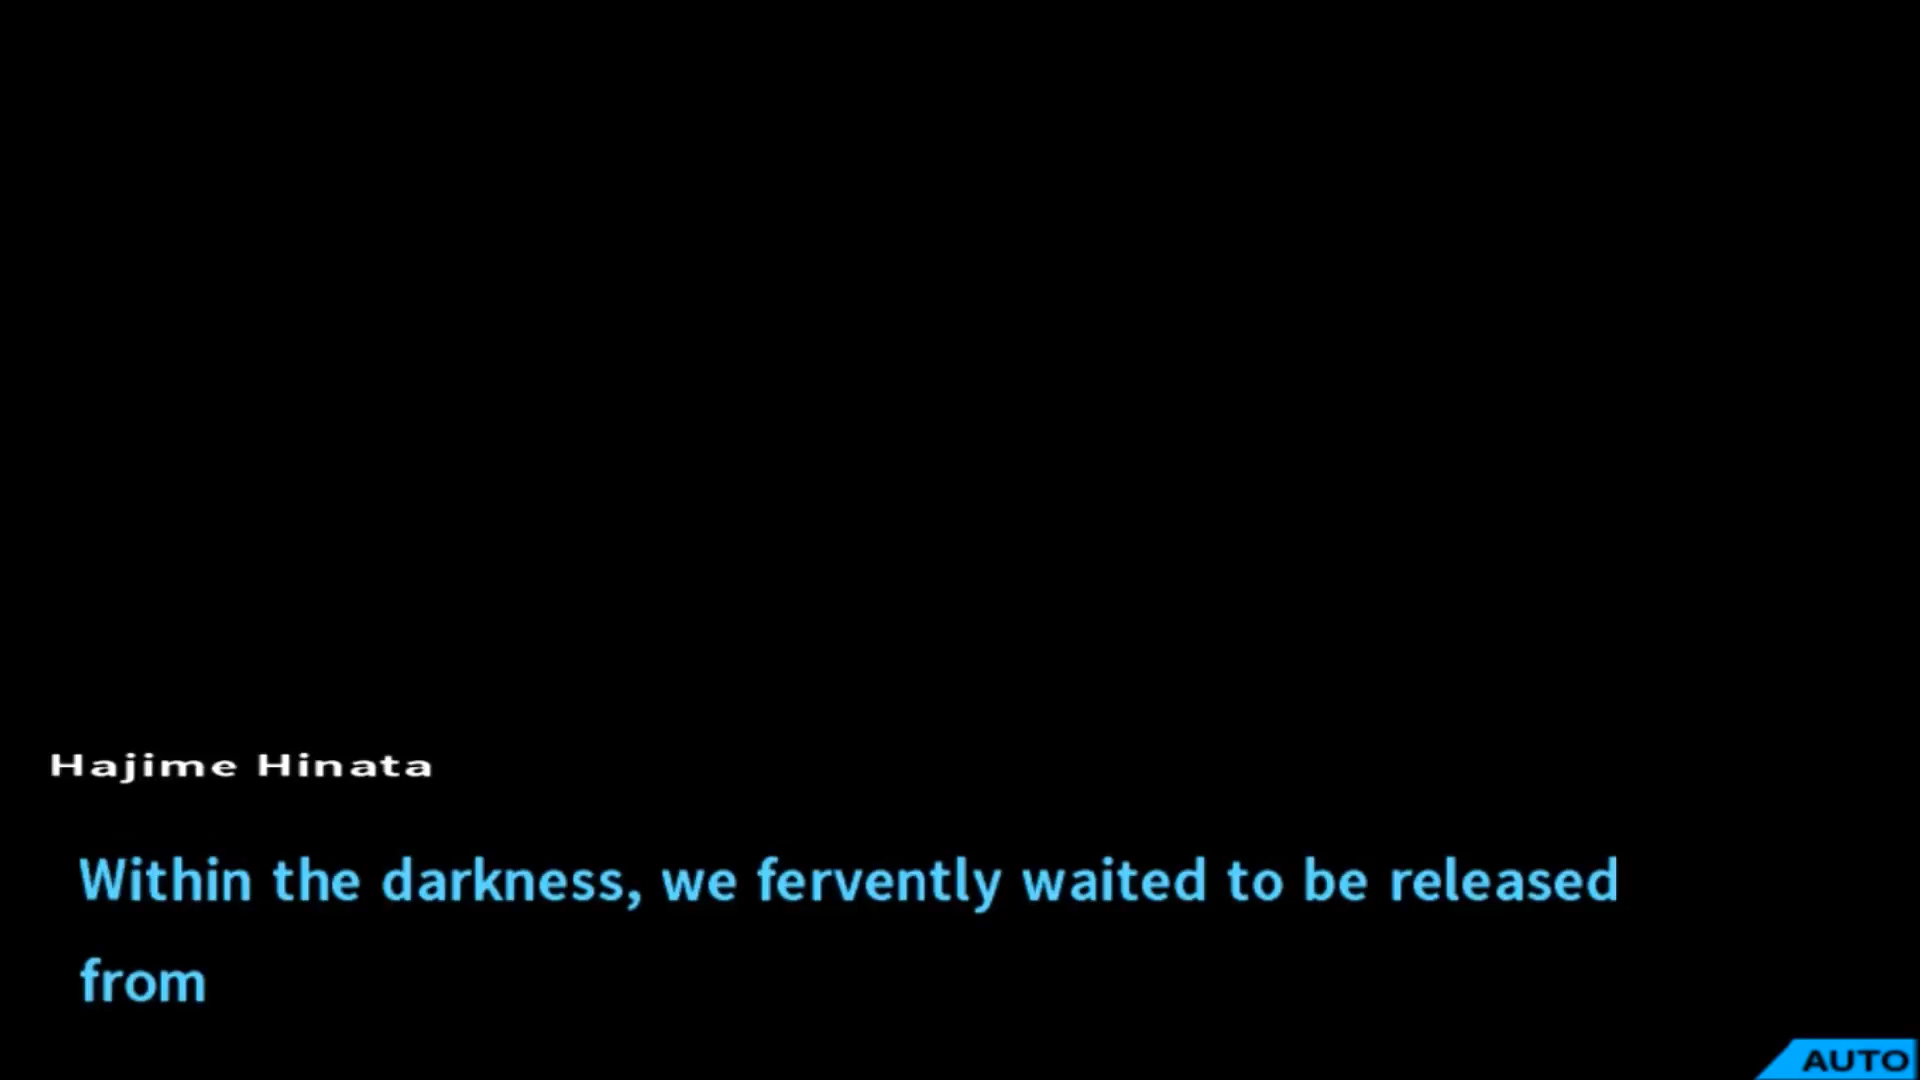 Hajime Hinata
Within the darkness, we fervently waited to be released
from
AUTO